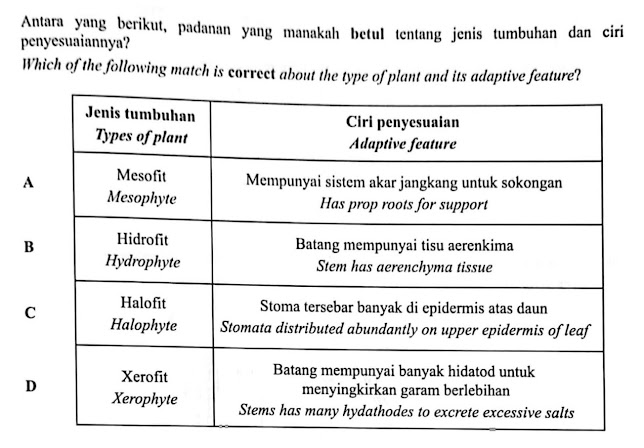 Antara yang berikut, padanan yang manakah betul tentang jenis tumbuhan dan ciri
penyesuaiannya?
Which of the following match is correct about the type of plant and its adaptive feature?
Jenis tumbuhan
Types of plant
Ciri penyesuaian
Adaptive feature
A
Mesofit
Mesophyte
Mempunyai sistem akar jangkang untuk sokongan
Has prop roots for support
B
Hidrofit
Hydrophyte
Batang mempunyai tisu aerenkima
Stem has aerenchyma tissue
C
Halofit
Halophyte
Stoma tersebar banyak di epidermis atas daun
Stomata distributed abundantly on upper epidermis of leaf
D
Xerofit
Xerophyte
Batang mempunyai banyak hidatod untuk
menyingkirkan garam berlebihan
Stems has many hydathodes to excrete excessive salts